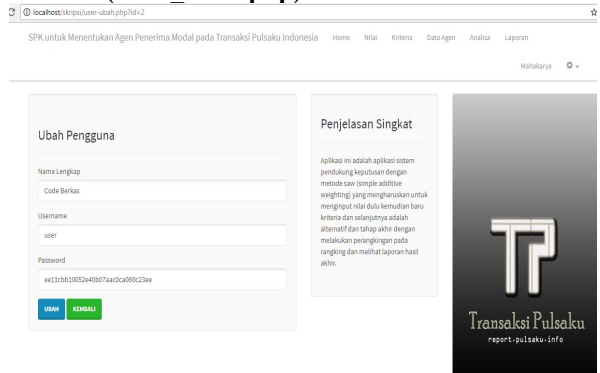 localhost/skripsi/user-ubah.php?id=2
SPK untuk Menentukan Agen Penerima Modal pada Transaksi Pulsaku Indonesia Home Nilai Kriteria Data Agen Analisa Laporan
Mahakarya
Ubah Pengguna
Nama Lengkap
Code Berkas
Username
user
Password
ee11cbb19052e40b07aac0ca060c23ee
UBAH KEMBALI
Penjelasan Singkat
Aplikasi ini adalah aplikasi sistem
pendukung keputusan dengan
metode saw (simple additive
weighting) yang mengharuskan untuk
menginput nilai dulu kemudian baru
kriteria dan selanjutnya adalah
alternatif dan tahap akhir dengan
melakukan perangkingan pada
rangking dan melihat laporan hasil
akhir.
TP
Transaksi Pulsaku
report-pulsaku.info